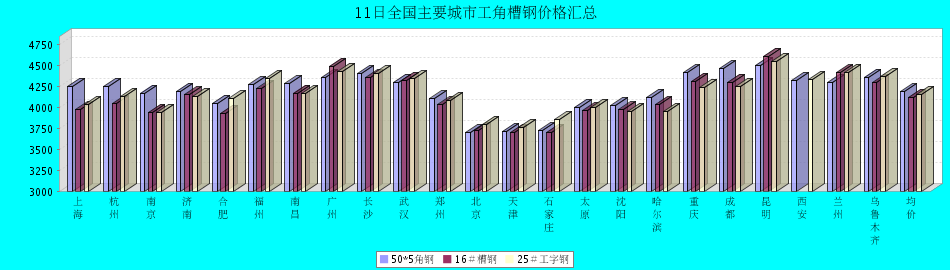 11日全国主要城市工角槽钢价格汇总
4750
4500
4250
4000
3750
3500
3250
3000
上海 杭州 南京 济南 合肥 福州 南昌 广州 长沙 武汉 郑州 北京 天津 石家庄 太原 沈阳 哈尔滨 重庆 成都 昆明 西安 兰州 乌鲁木齐 均价
50*5角钢 16#槽钢 25#工字钢